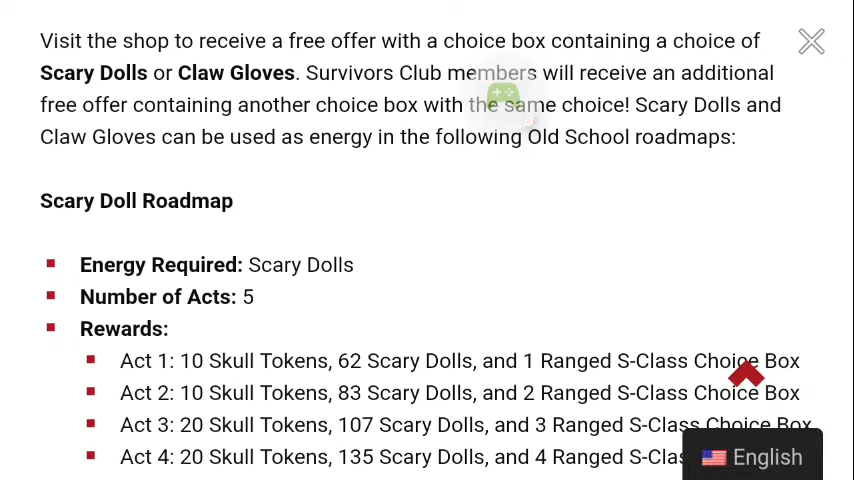 Visit the shop to receive a free offer with a choice box containing a choice of
Scary Dolls or Claw Gloves. Survivors Club members will receive an additional
free offer containing another choice box with the same choice! Scary Dolls and
Claw Gloves can be used as energy in the following Old School roadmaps:
Scary Doll Roadmap
Energy Required: Scary Dolls
Number of Acts: 5
Rewards:
Act 1: 10 Skull Tokens, 62 Scary Dolls, and 1 Ranged S-Class Choice Box
Act 2: 10 Skull Tokens, 83 Scary Dolls, and 2 Ranged S-Class Choice Box
Act 3: 20 Skull Tokens, 107 Scary Dolls, and 3 Ranged S-Class Choice Box
Act 4: 20 Skull Tokens, 135 Scary Dolls, and 4 Ranged
English